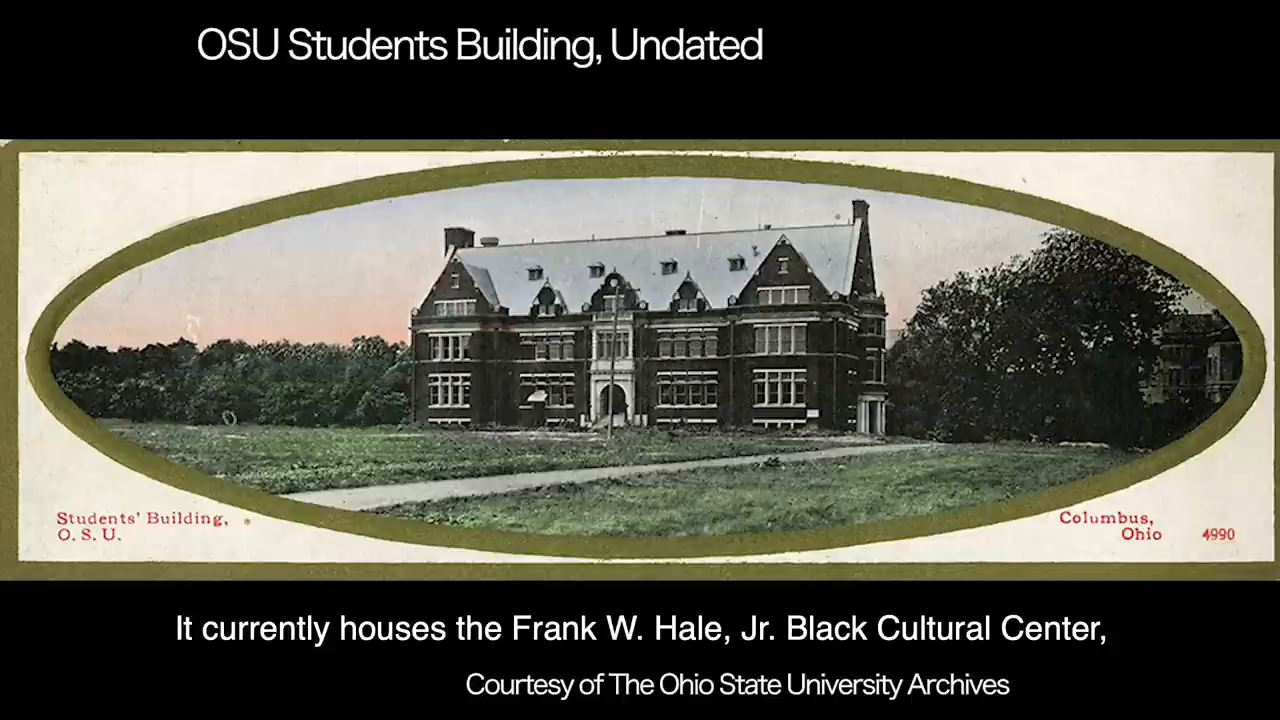 OSU Students Building, Undated
Students' Building,
O. S. U.
Columbus,
Ohio 4990
It currently houses the Frank W. Hale, Jr. Black Cultural Center,
Courtesy of The Ohio State University Archives